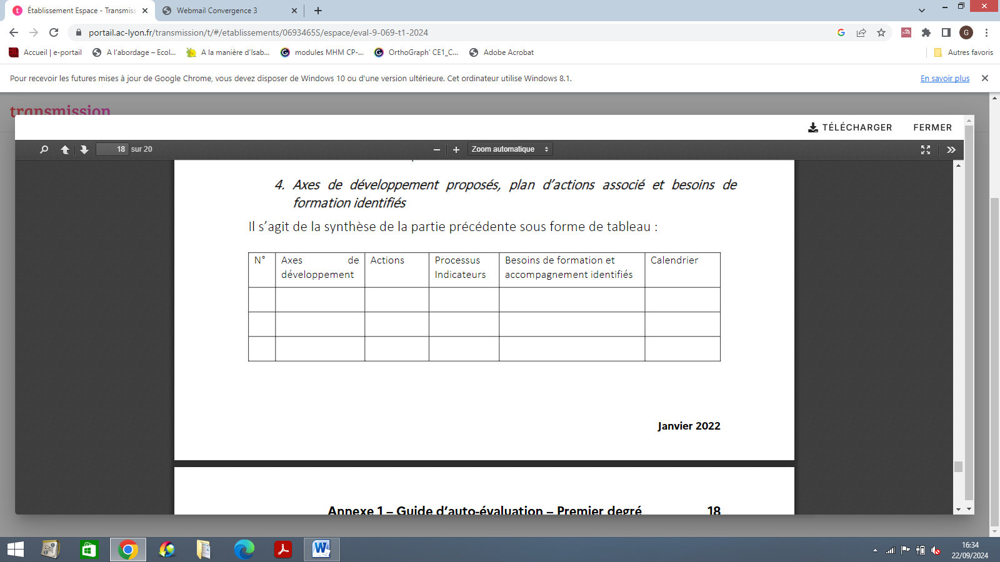 Établissement Espace - Transmiss
Webmail Convergence 3
portail.ac-lyon.fr/transmission/t/#/etablissements/0693465S/espace/eval-9-069-t1-2024
G
Accueil | e-portail
A l'abordage – Ecol...
A la manière d'Isab...
modules MHM CP-...
OrthoGraph' CE1_C...
Adobe Acrobat
Autres favoris
Pour recevoir les futures mises à jour de Google Chrome, vous devez disposer de Windows 10 ou d'une version ultérieure. Cet ordinateur utilise Windows 8.1.
En savoir plus
transmission
TÉLÉCHARGER
FERMER
18 sur 20
Zoom automatique
4. Axes de développement proposés, plan d'actions associé et besoins de
formation identifiés
Il s'agit de la synthèse de la partie précédente sous forme de tableau :
N°
Axes de
développement
Actions
Processus
Indicateurs
Besoins de formation et
accompagnement identifiés
Calendrier
Janvier 2022
Annexe 1 – Guide d'auto-évaluation – Premier degré 18
16:34
22/09/2024